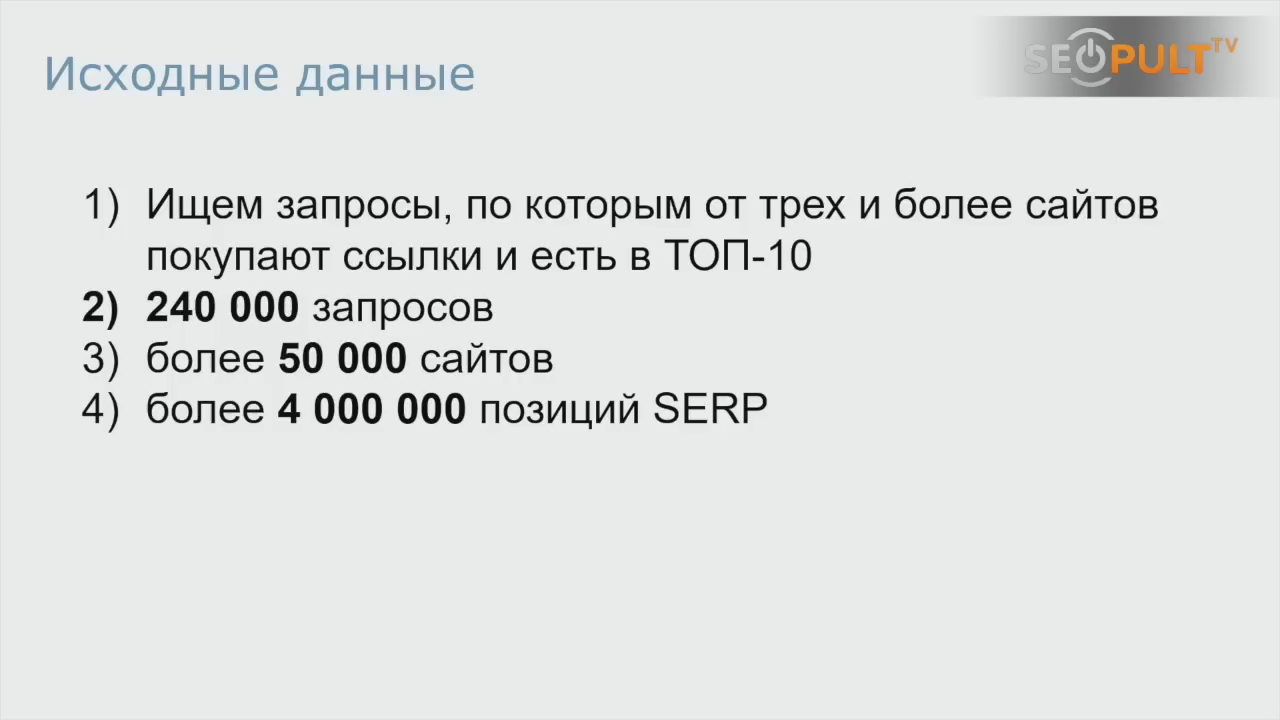 Исходные данные
SEOPULT TV
1) Ищем запросы, по которым от трех и более сайтов
покупают ссылки и есть в ТОП-10
2) 240 000 запросов
3) более 50 000 сайтов
4) более 4 000 000 позиций SERP